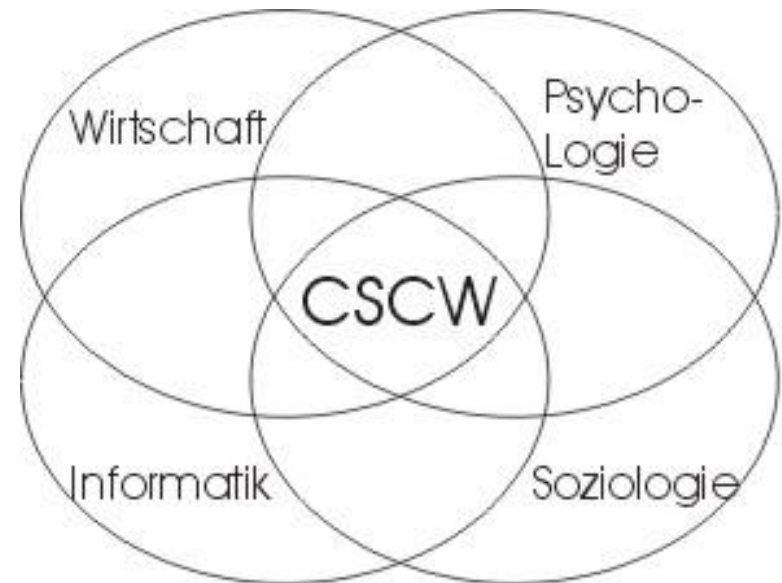 Wirtschaft
Psycho-
Logie
CSCW
Informatik
Soziologie